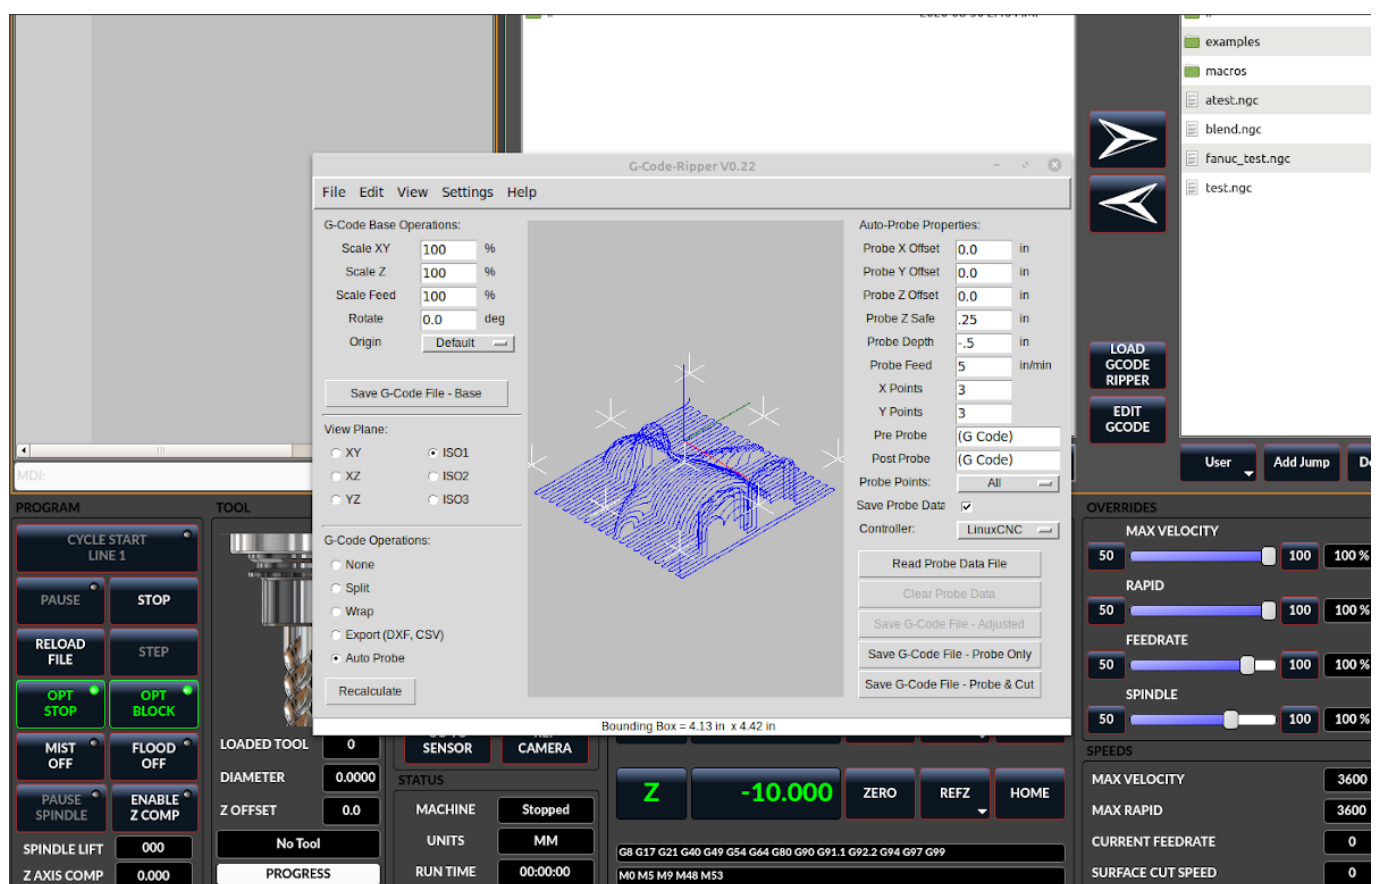 examples
macros
atest.ngc
blend.ngc
fanuc_test.ngc
test.ngc
G-Code-Ripper V0.22
File Edit View Settings Help
G-Code Base Operations:
Scale XY 100 %
Scale Z 100 %
Scale Feed 100 %
Rotate 0.0 deg
Origin Default
Save G-Code File - Base
View Plane:
XY ISO1
XZ ISO2
YZ ISO3
G-Code Operations:
None
Split
Wrap
Export (DXF, CSV)
Auto Probe
Recalculate
Auto-Probe Properties:
Probe X Offset 0.0 in
Probe Y Offset 0.0 in
Probe Z Offset 0.0 in
Probe Z Safe .25 in
Probe Depth -.5 in
Probe Feed 5 in/min
X Points 3
Y Points 3
Pre Probe (G Code)
Post Probe (G Code)
Probe Points: All
Save Probe Data
Controller: LinuxCNC
Read Probe Data File
Clear Probe Data
Save G-Code File - Adjusted
Save G-Code File - Probe Only
Save G-Code File - Probe & Cut
Bounding Box = 4.13 in x 4.42 in
LOAD
GCODE
RIPPER
EDIT
GCODE
User Add Jump
MDI:
PROGRAM
CYCLE START
LINE 1
PAUSE STOP
RELOAD
FILE
STEP
OPT
STOP
OPT
BLOCK
MIST
OFF
FLOOD
OFF
PAUSE
SPINDLE
ENABLE
Z COMP
SPINDLE LIFT 000
Z AXIS COMP 0.000
TOOL
LOADED TOOL 0
DIAMETER 0.0000
Z OFFSET 0.0
No Tool
PROGRESS
SENSOR
CAMERA
STATUS
MACHINE Stopped
UNITS MM
RUN TIME 00:00:00
Z -10.000 ZERO REFZ HOME
G8 G17 G21 G40 G49 G54 G64 G80 G90 G91.1 G92.2 G94 G97 G99
M0 M5 M9 M48 M53
OVERRIDES
MAX VELOCITY
50 100 100 %
RAPID
50 100 100 %
FEEDRATE
50 100 100 %
SPINDLE
50 100 100 %
SPEEDS
MAX VELOCITY 3600
MAX RAPID 3600
CURRENT FEEDRATE 0
SURFACE CUT SPEED 0